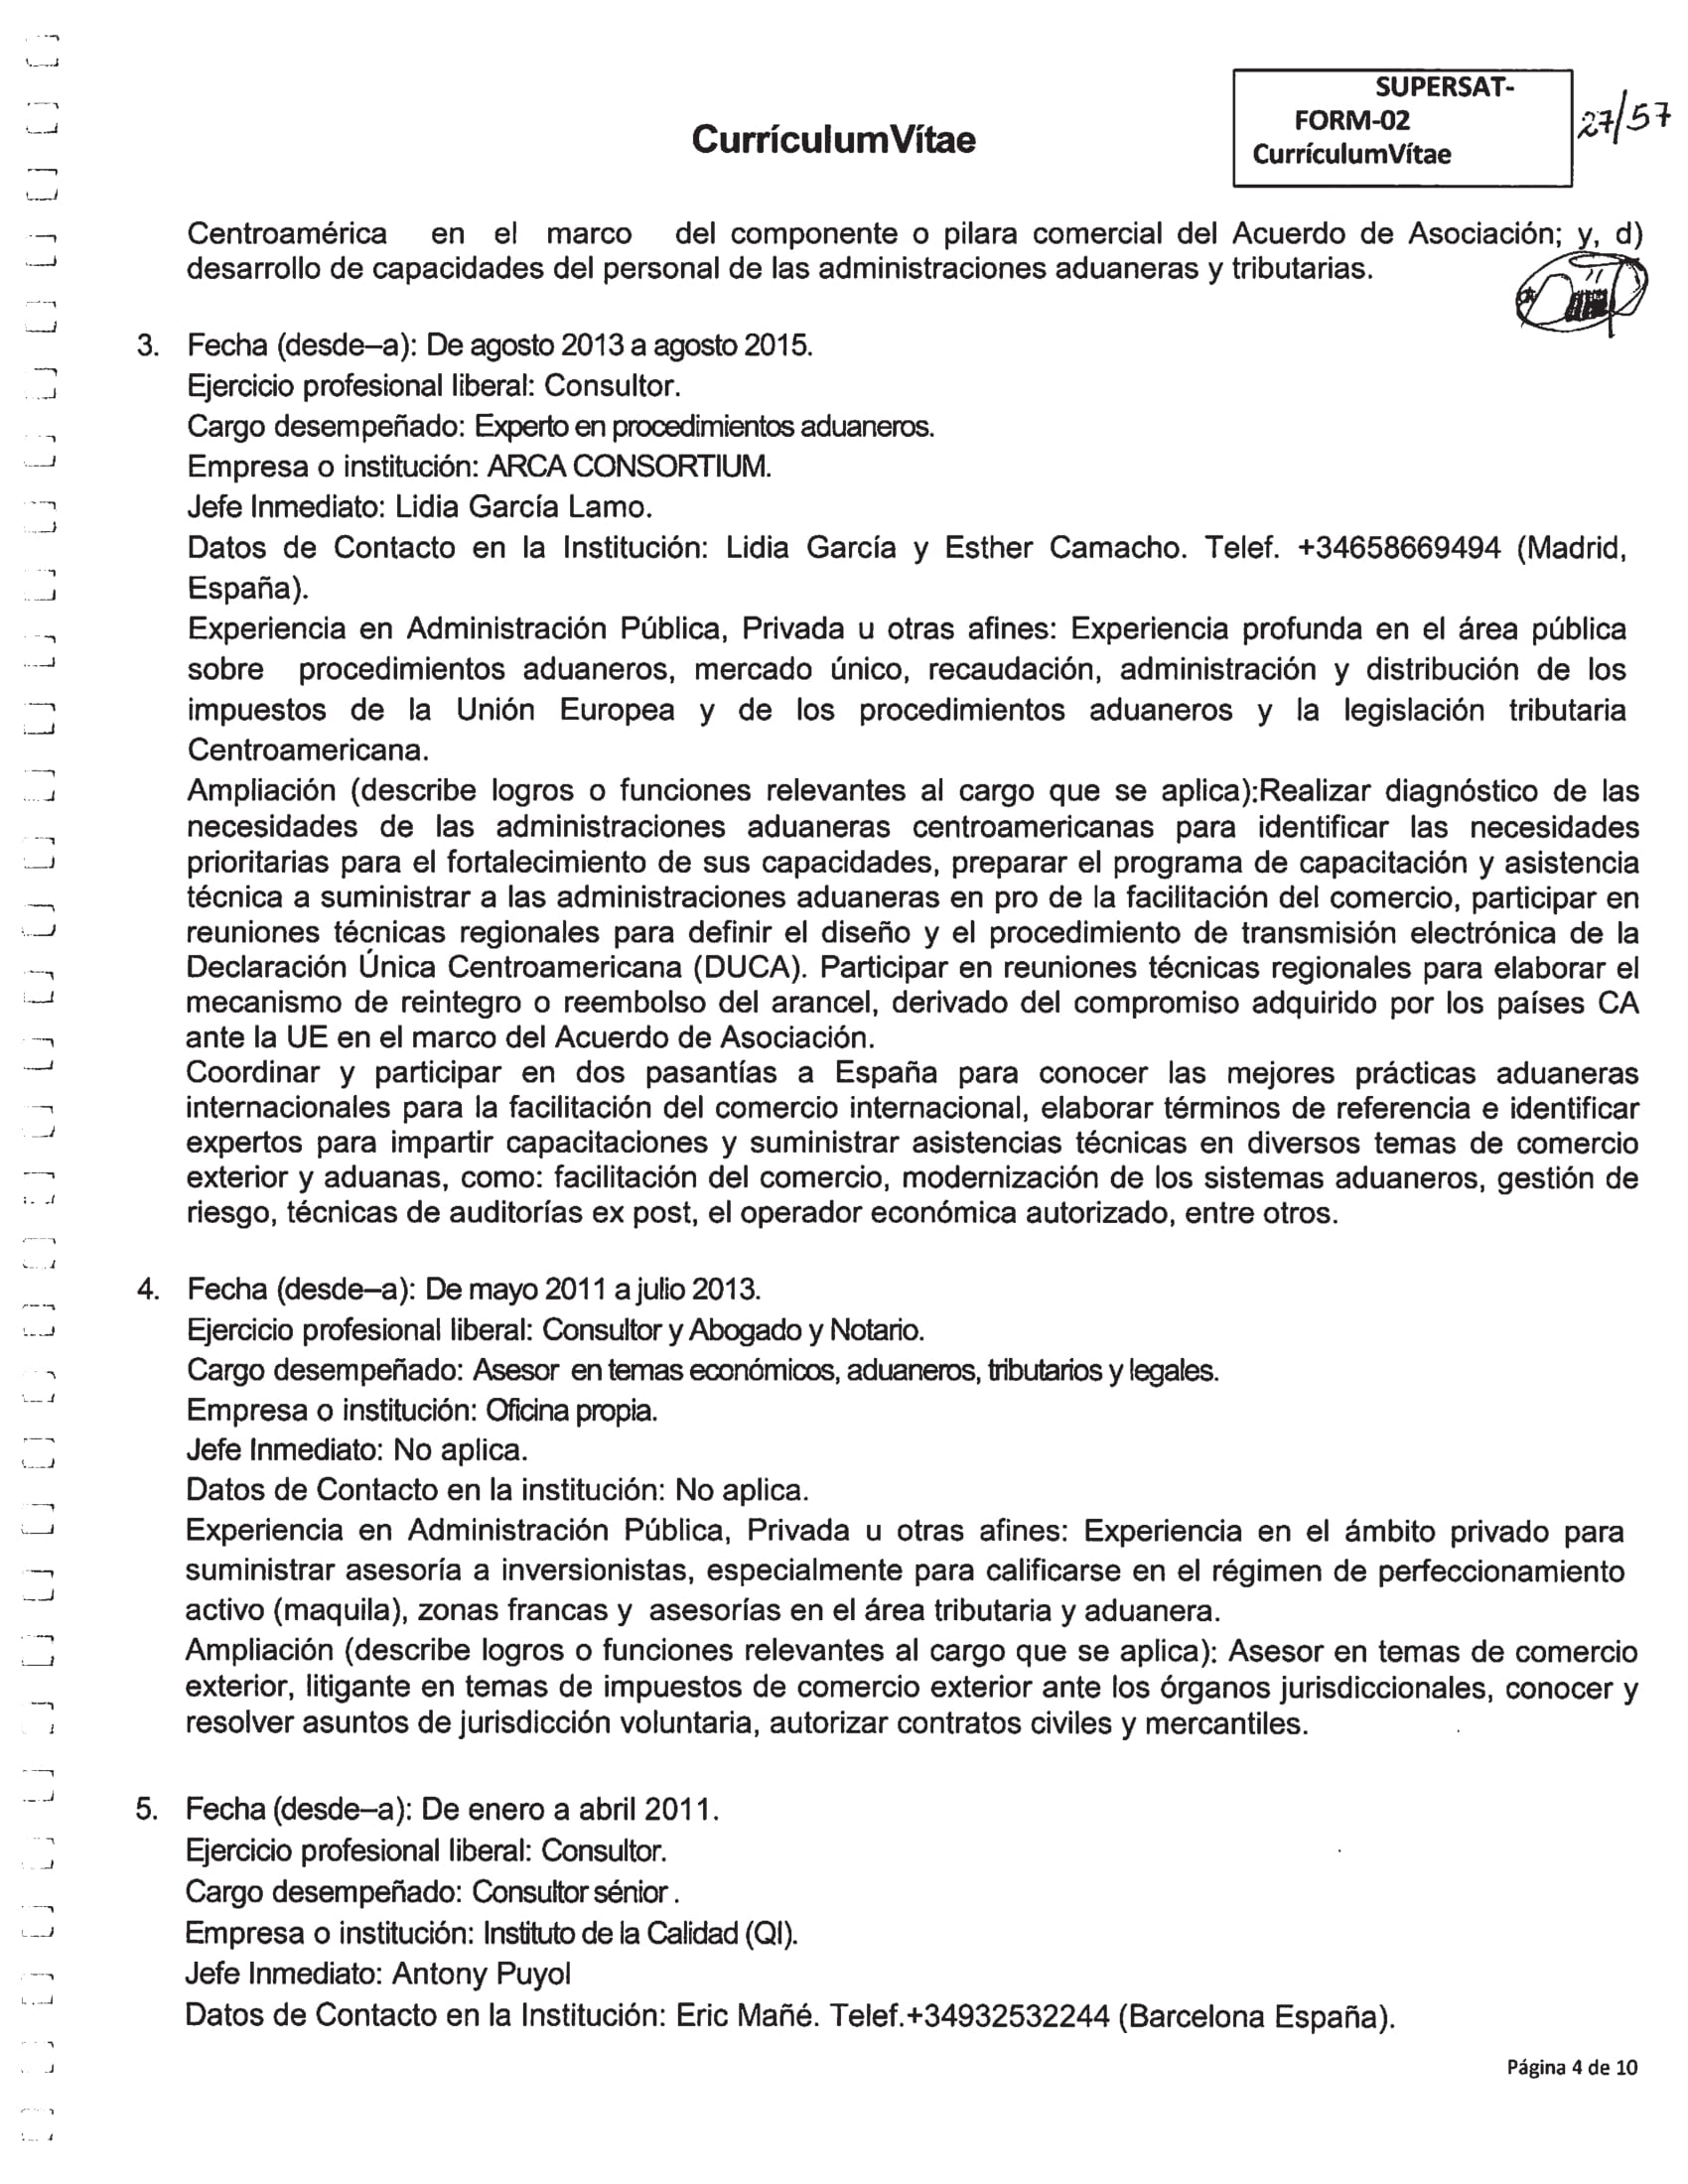 SUPERSAT-
FORM-02
CurrículumVítae
27/57
CurrículumVítae
Centroamérica en el marco del componente o pilara comercial del Acuerdo de Asociación; y, d)
desarrollo de capacidades del personal de las administraciones aduaneras y tributarias.
3. Fecha (desde–a): De agosto 2013 a agosto 2015.
Ejercicio profesional liberal: Consultor.
Cargo desempeñado: Experto en procedimientos aduaneros.
Empresa o institución: ARCA CONSORTIUM.
Jefe Inmediato: Lidia García Lamo.
Datos de Contacto en la Institución: Lidia García y Esther Camacho. Telef. +34658669494 (Madrid,
España).
Experiencia en Administración Pública, Privada u otras afines: Experiencia profunda en el área pública
sobre procedimientos aduaneros, mercado único, recaudación, administración y distribución de los
impuestos de la Unión Europea y de los procedimientos aduaneros y la legislación tributaria
Centroamericana.
Ampliación (describe logros o funciones relevantes al cargo que se aplica):Realizar diagnóstico de las
necesidades de las administraciones aduaneras centroamericanas para identificar las necesidades
prioritarias para el fortalecimiento de sus capacidades, preparar el programa de capacitación y asistencia
técnica a suministrar a las administraciones aduaneras en pro de la facilitación del comercio, participar en
reuniones técnicas regionales para definir el diseño y el procedimiento de transmisión electrónica de la
Declaración Única Centroamericana (DUCA). Participar en reuniones técnicas regionales para elaborar el
mecanismo de reintegro o reembolso del arancel, derivado del compromiso adquirido por los países CA
ante la UE en el marco del Acuerdo de Asociación.
Coordinar y participar en dos pasantías a España para conocer las mejores prácticas aduaneras
internacionales para la facilitación del comercio internacional, elaborar términos de referencia e identificar
expertos para impartir capacitaciones y suministrar asistencias técnicas en diversos temas de comercio
exterior y aduanas, como: facilitación del comercio, modernización de los sistemas aduaneros, gestión de
riesgo, técnicas de auditorías ex post, el operador económica autorizado, entre otros.
4. Fecha (desde–a): De mayo 2011 a julio 2013.
Ejercicio profesional liberal: Consultor y Abogado y Notario.
Cargo desempeñado: Asesor en temas económicos, aduaneros, tributarios y legales.
Empresa o institución: Oficina propia.
Jefe Inmediato: No aplica.
Datos de Contacto en la institución: No aplica.
Experiencia en Administración Pública, Privada u otras afines: Experiencia en el ámbito privado para
suministrar asesoría a inversionistas, especialmente para calificarse en el régimen de perfeccionamiento
activo (maquila), zonas francas y asesorías en el área tributaria y aduanera.
Ampliación (describe logros o funciones relevantes al cargo que se aplica): Asesor en temas de comercio
exterior, litigante en temas de impuestos de comercio exterior ante los órganos jurisdiccionales, conocer y
resolver asuntos de jurisdicción voluntaria, autorizar contratos civiles y mercantiles.
5. Fecha (desde–a): De enero a abril 2011.
Ejercicio profesional liberal: Consultor.
Cargo desempeñado: Consultor sénior .
Empresa o institución: Instituto de la Calidad (QI).
Jefe Inmediato: Antony Puyol
Datos de Contacto en la Institución: Eric Mañé. Telef.+34932532244 (Barcelona España).
Página 4 de 10